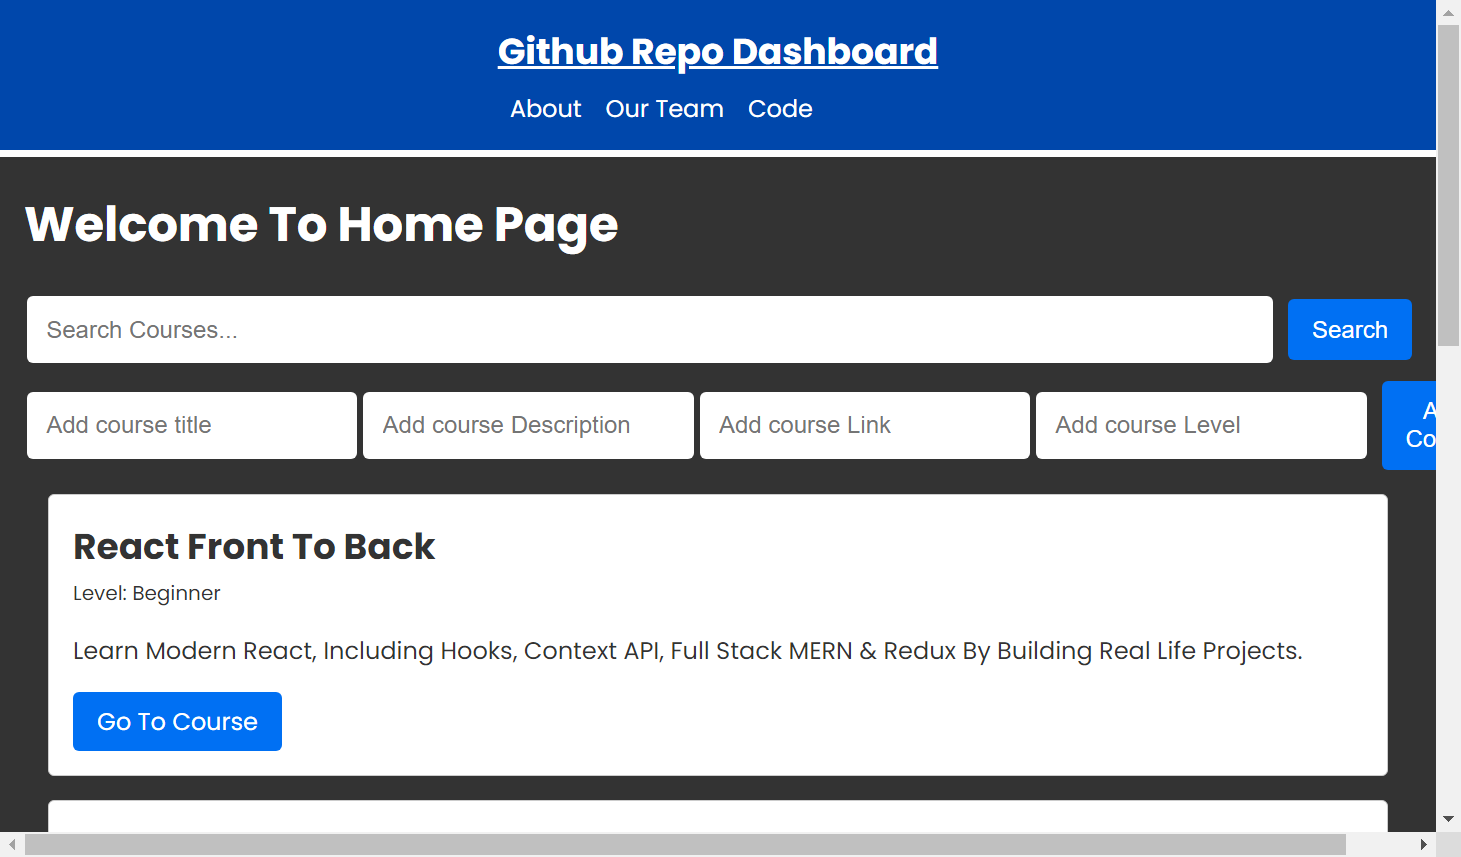 Github Repo Dashboard
About Our Team Code
Welcome To Home Page
Search Courses... Search
Add course title Add course Description Add course Link Add course Level
React Front To Back
Level: Beginner
Learn Modern React, Including Hooks, Context API, Full Stack MERN & Redux By Building Real Life Projects.
Go To Course